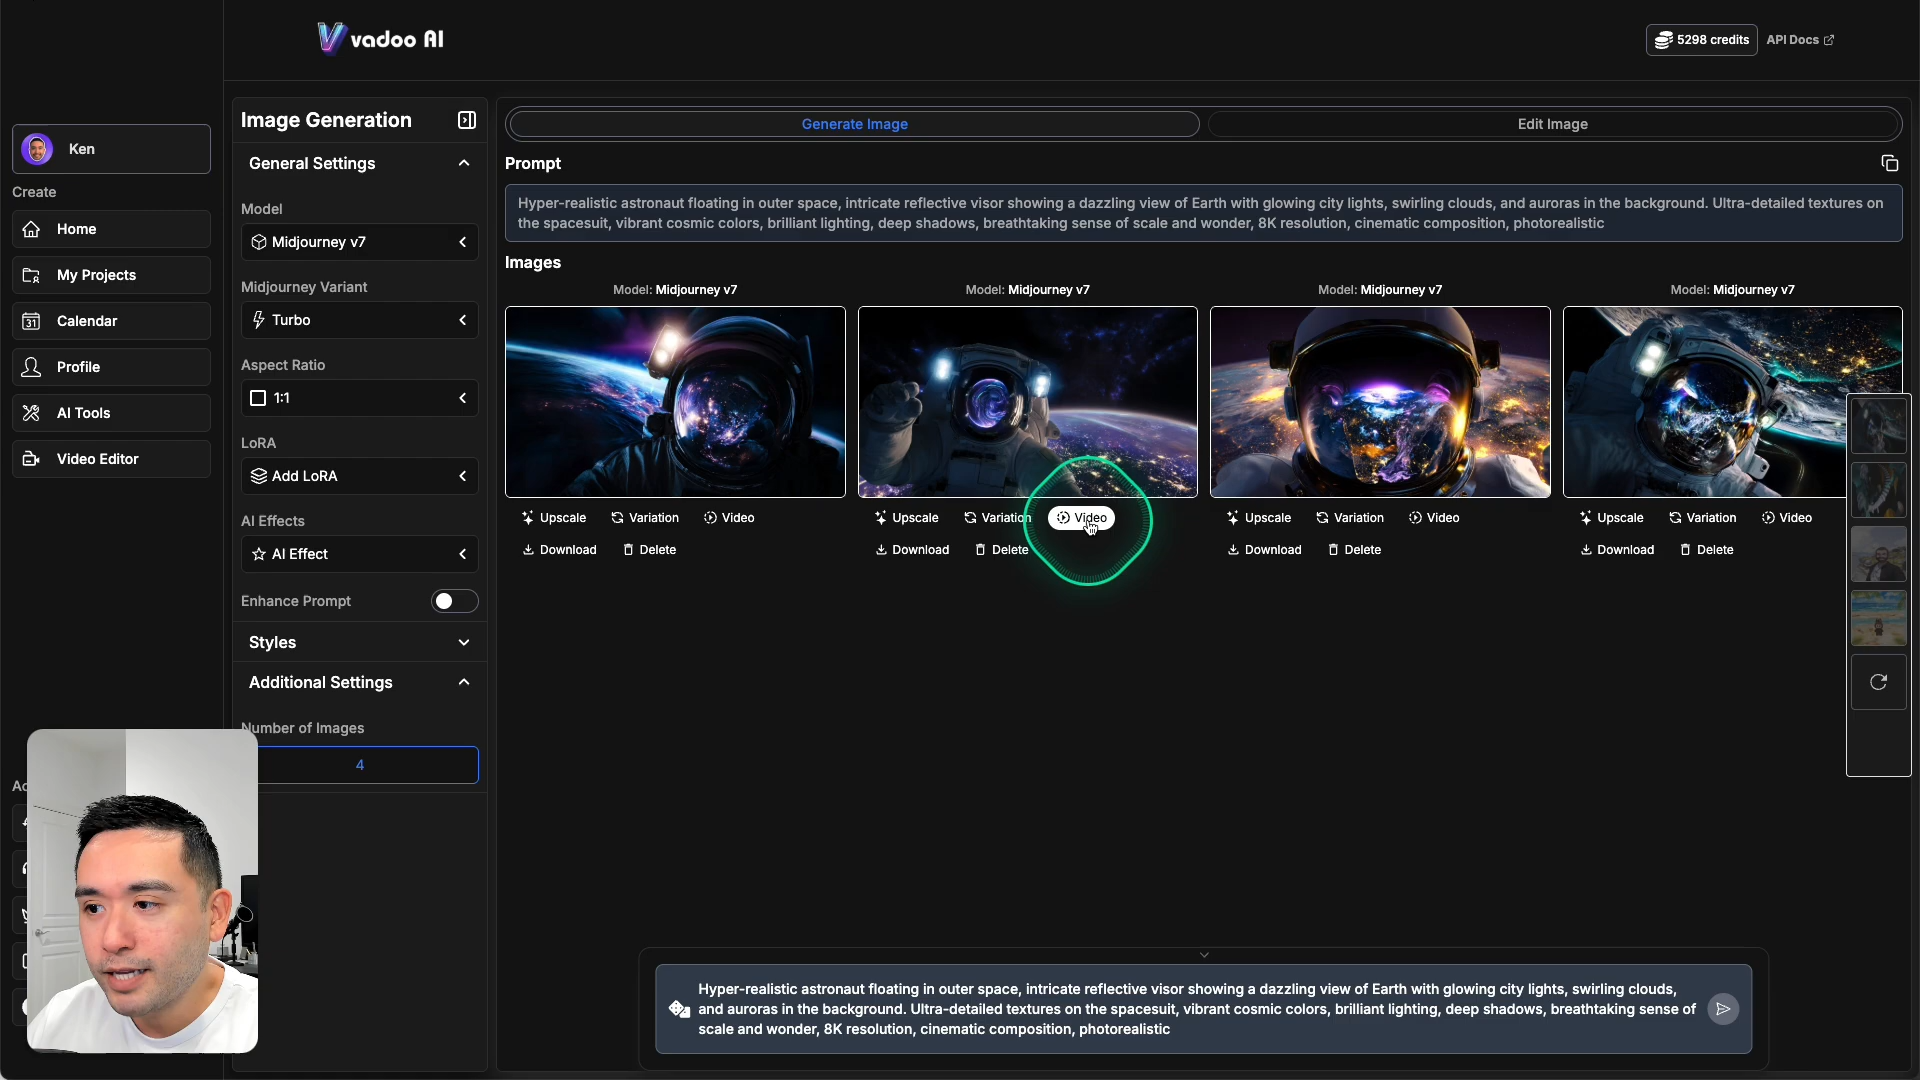 vadoo AI
5298 credits
API Docs
Ken
Create
Home
My Projects
31
Calendar
Profile
AI Tools
Video Editor
Image Generation
General Settings
Model
Midjourney v7
Midjourney Variant
Turbo
Aspect Ratio
1:1
LoRA
Add LoRA
AI Effects
AI Effect
Enhance Prompt
Styles
Additional Settings
Number of Images
4
Generate Image
Edit Image
Prompt
Hyper-realistic astronaut floating in outer space, intricate reflective visor showing a dazzling view of Earth with glowing city lights, swirling clouds, and auroras in the background. Ultra-detailed textures on
the spacesuit, vibrant cosmic colors, brilliant lighting, deep shadows, breathtaking sense of scale and wonder, 8K resolution, cinematic composition, photorealistic
Images
Model: Midjourney v7
Model: Midjourney v7
Model: Midjourney v7
Model: Midjourney v7
Upscale Variation Video
Download Delete
Upscale Variation Video
Download Delete
Upscale Variation Video
Download Delete
Upscale Variation Video
Download Delete
Hyper-realistic astronaut floating in outer space, intricate reflective visor showing a dazzling view of Earth with glowing city lights, swirling clouds,
and auroras in the background. Ultra-detailed textures on the spacesuit, vibrant cosmic colors, brilliant lighting, deep shadows, breathtaking sense of
scale and wonder, 8K resolution, cinematic composition, photorealistic